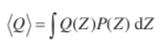 ⟨Q⟩ = ∫ Q(Z)P(Z) dZ